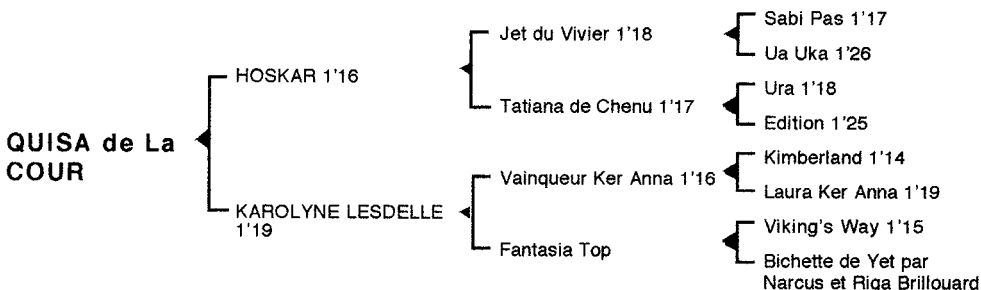 QUISA de La
COUR
HOSKAR 1'16
KAROLYNE LESDELLE
1'19
Jet du Vivier 1'18
Tatiana de Chenu 1'17
Vainqueur Ker Anna 1'16
Fantasia Top
Sabi Pas 1'17
Ua Uka 1'26
Ura 1'18
Edition 1'25
Kimberland 1'14
Laura Ker Anna 1'19
Viking's Way 1'15
Bichette de Yet par
Narcus et Riga Brillouard